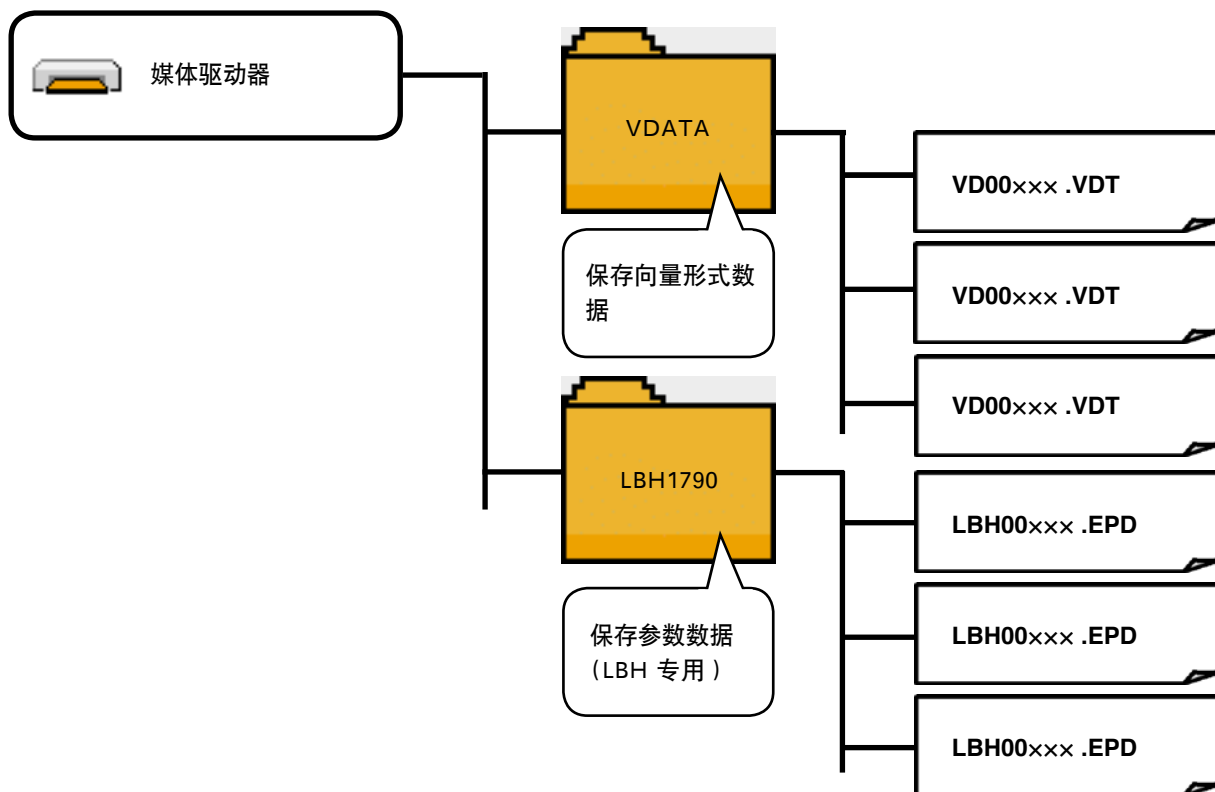 媒体驱动器
VDATA
保存向量形式数
据
VD00××× .VDT
VD00××× .VDT
VD00××× .VDT
LBH1790
保存参数数据
(LBH 专用 )
LBH00××× .EPD
LBH00××× .EPD
LBH00××× .EPD